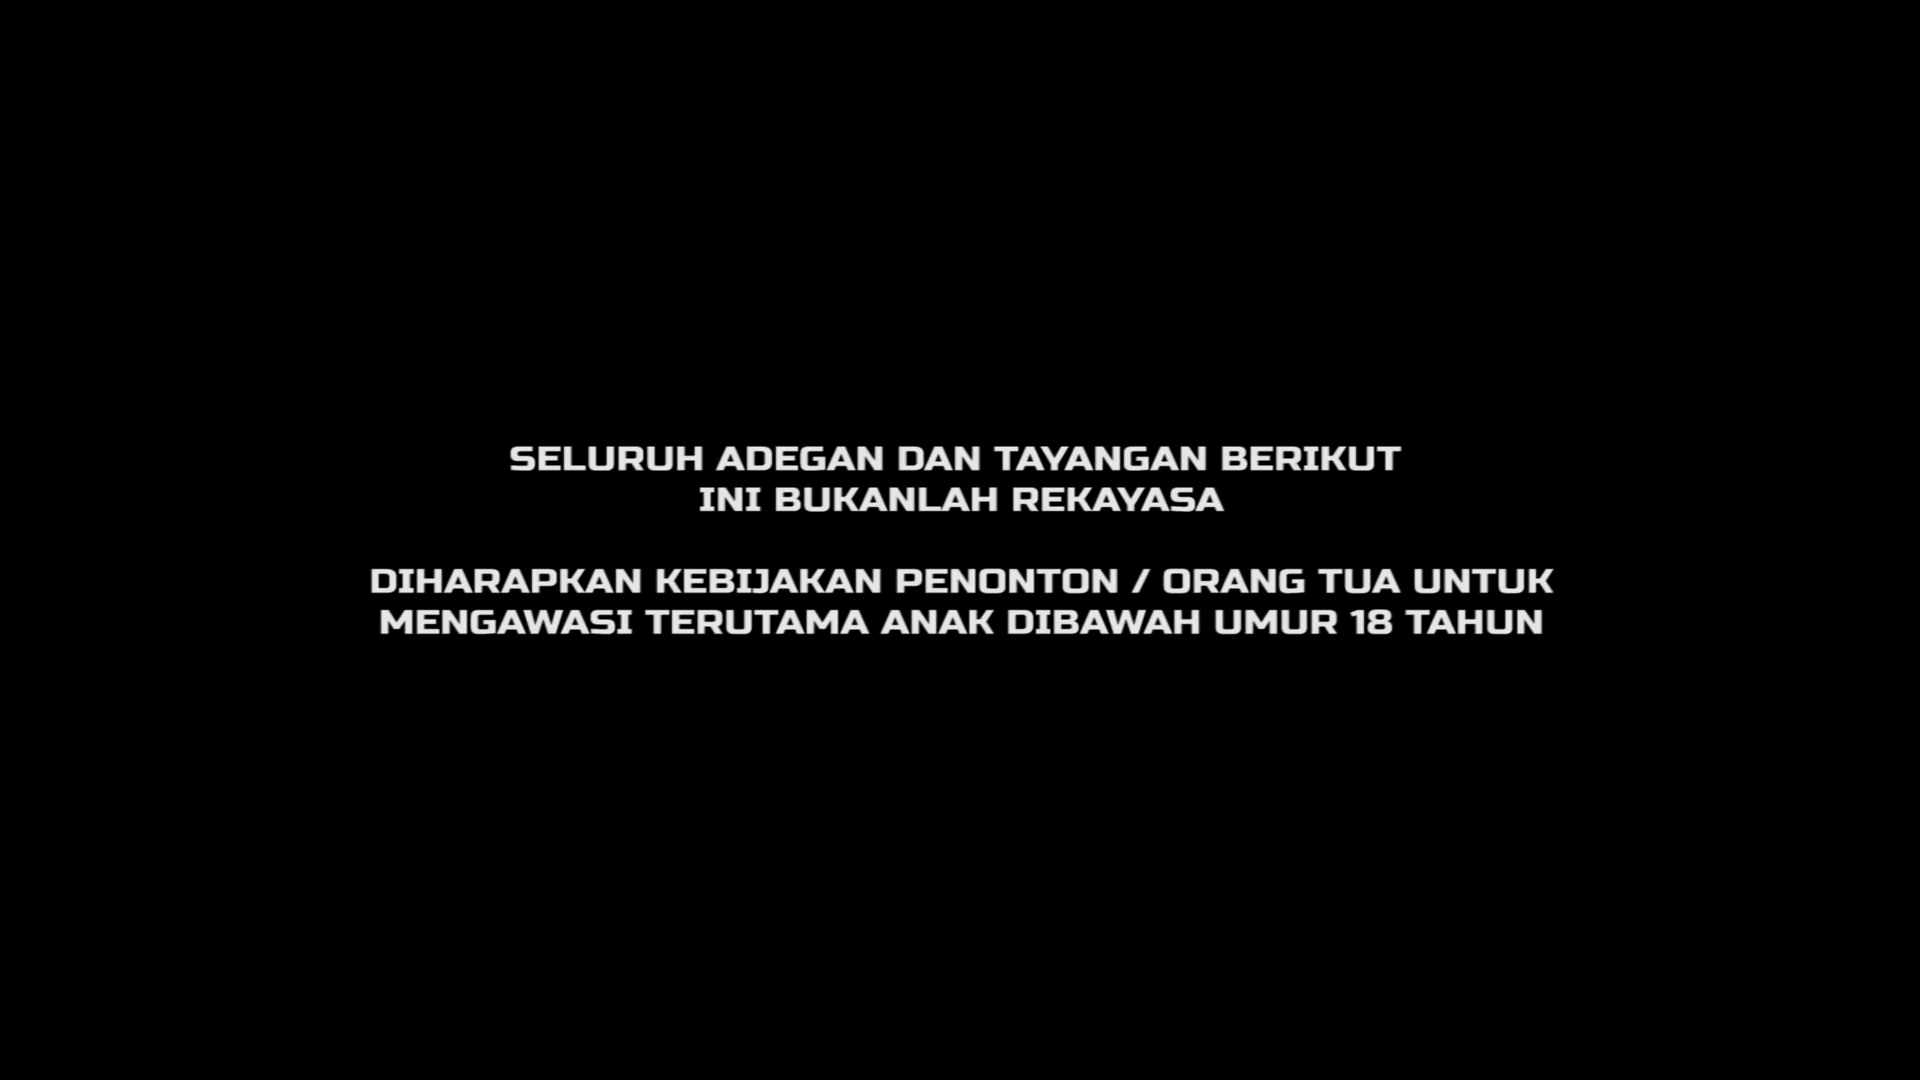 SELURUH ADEGAN DAN TAYANGAN BERIKUT
INI BUKANLAH REKAYASA
DIHARAPKAN KEBIJAKAN PENONTON / ORANG TUA UNTUK
MENGAWASI TERUTAMA ANAK DIBAWAH UMUR 18 TAHUN